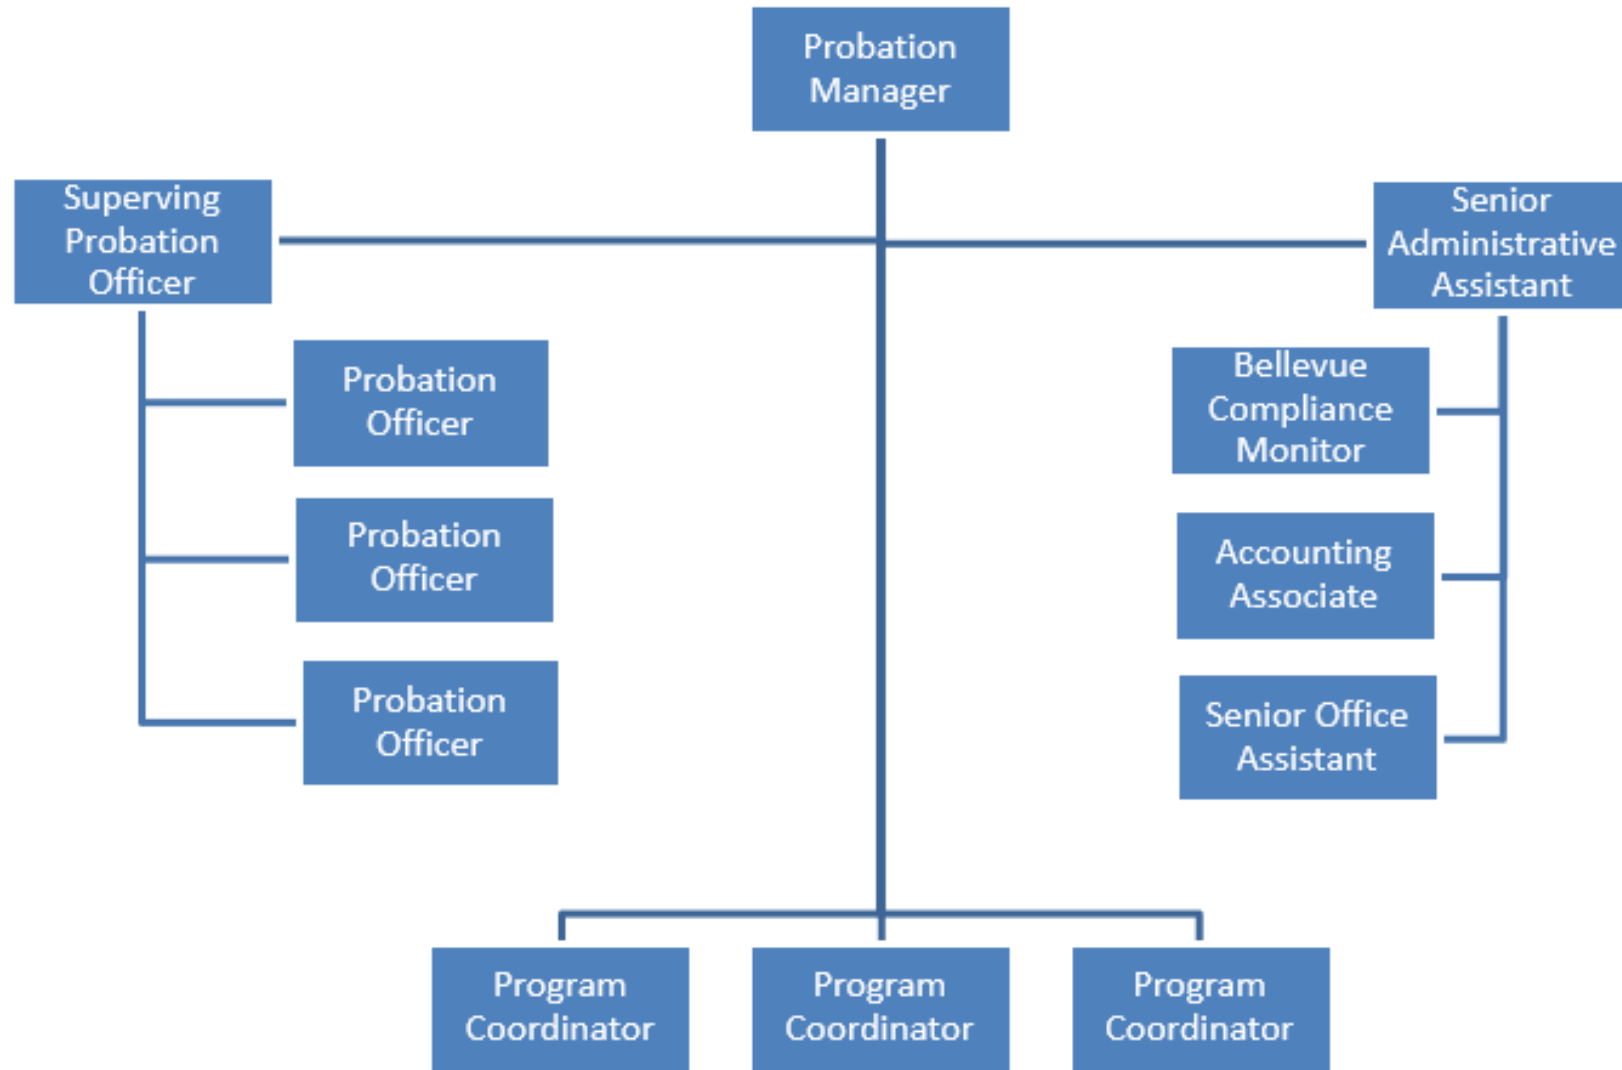 Probation
Manager
Superving
Probation
Officer
Senior
Administrative
Assistant
Probation
Officer
Probation
Officer
Probation
Officer
Bellevue
Compliance
Monitor
Accounting
Associate
Senior Office
Assistant
Program
Coordinator
Program
Coordinator
Program
Coordinator